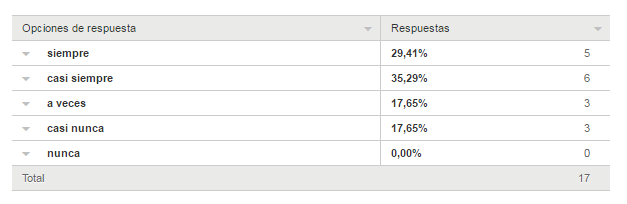 Opciones de respuesta Respuestas
siempre 29,41% 5
casi siempre 35,29% 6
a veces 17,65% 3
casi nunca 17,65% 3
nunca 0,00% 0
Total 17